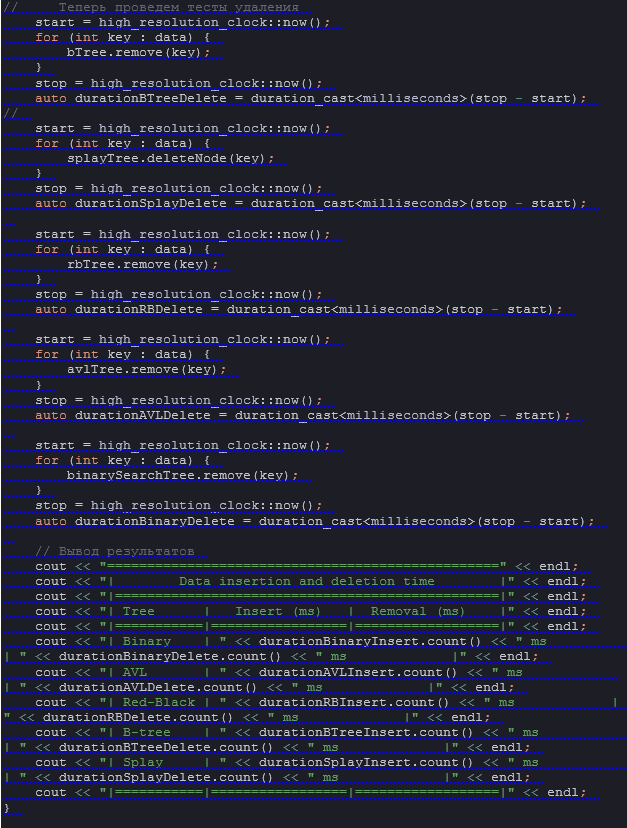 //     Теперь проведем тесты удаления
    start = high_resolution_clock::now();
    for (int key : data) {
        bTree.remove(key);
    }
    stop = high_resolution_clock::now();
    auto durationBTreeDelete = duration_cast<milliseconds>(stop - start);
//
    start = high_resolution_clock::now();
    for (int key : data) {
        splayTree.deleteNode(key);
    }
    stop = high_resolution_clock::now();
    auto durationSplayDelete = duration_cast<milliseconds>(stop - start);

    start = high_resolution_clock::now();
    for (int key : data) {
        rbTree.remove(key);
    }
    stop = high_resolution_clock::now();
    auto durationRBDelete = duration_cast<milliseconds>(stop - start);

    start = high_resolution_clock::now();
    for (int key : data) {
        avlTree.remove(key);
    }
    stop = high_resolution_clock::now();
    auto durationAVLDelete = duration_cast<milliseconds>(stop - start);

    start = high_resolution_clock::now();
    for (int key : data) {
        binarySearchTree.remove(key);
    }
    stop = high_resolution_clock::now();
    auto durationBinaryDelete = duration_cast<milliseconds>(stop - start);

    // Вывод результатов
    cout << "=================================================" << endl;
    cout << "|        Data insertion and deletion time        |" << endl;
    cout << "|================================================|" << endl;
    cout << "| Tree      |   Insert (ms)   |  Removal (ms)    |" << endl;
    cout << "|===========|=================|==================|" << endl;
    cout << "| Binary    | " << durationBinaryInsert.count() << " ms
| " << durationBinaryDelete.count() << " ms             |" << endl;
    cout << "| AVL       | " << durationAVLInsert.count() << " ms
| " << durationAVLDelete.count() << " ms             |" << endl;
    cout << "| Red-Black | " << durationRBInsert.count() << " ms            |
" << durationRBDelete.count() << " ms             |" << endl;
    cout << "| B-tree    | " << durationBTreeInsert.count() << " ms
| " << durationBTreeDelete.count() << " ms             |" << endl;
    cout << "| Splay     | " << durationSplayInsert.count() << " ms
| " << durationSplayDelete.count() << " ms             |" << endl;
    cout << "|===========|=================|==================|" << endl;
}